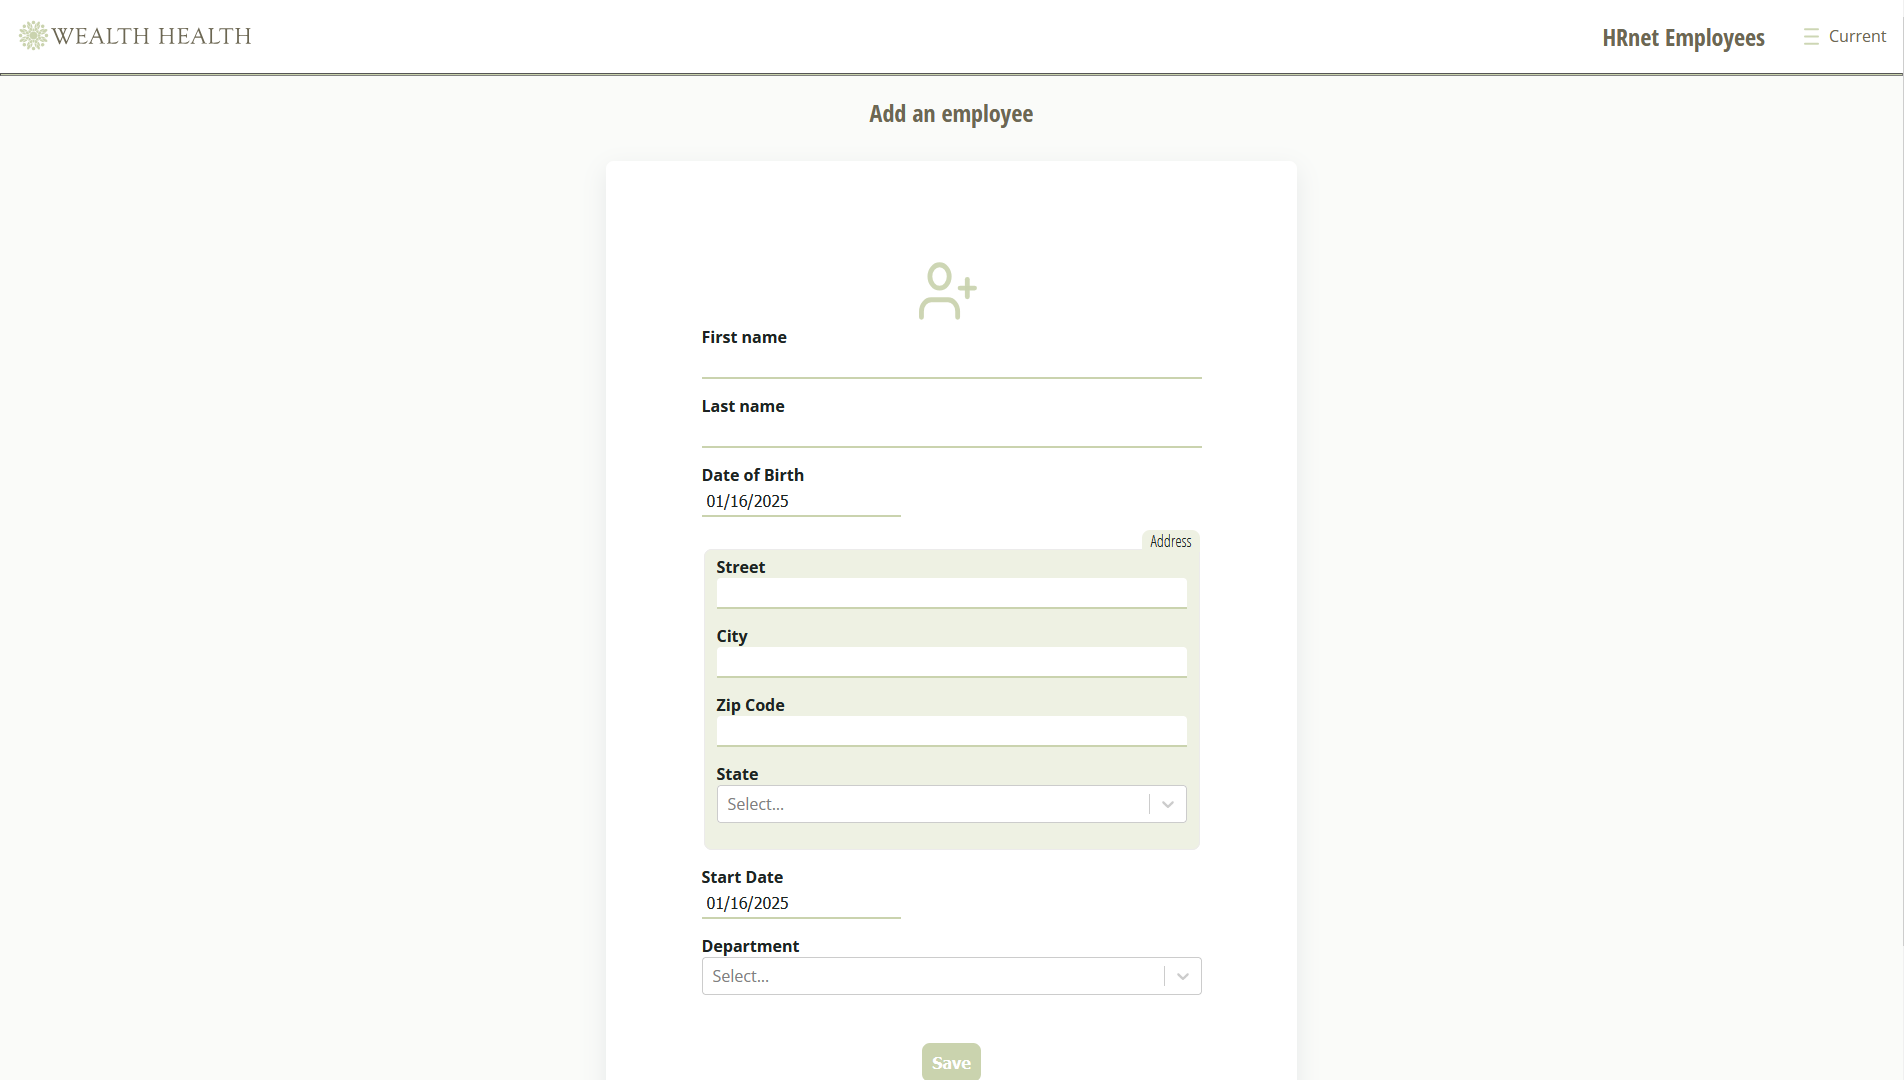 WEALTH HEALTH
HRnet Employees
Current
Add an employee
First name
Last name
Date of Birth
01/16/2025
Address
Street
City
Zip Code
State
Select...
Start Date
01/16/2025
Department
Select...
Save